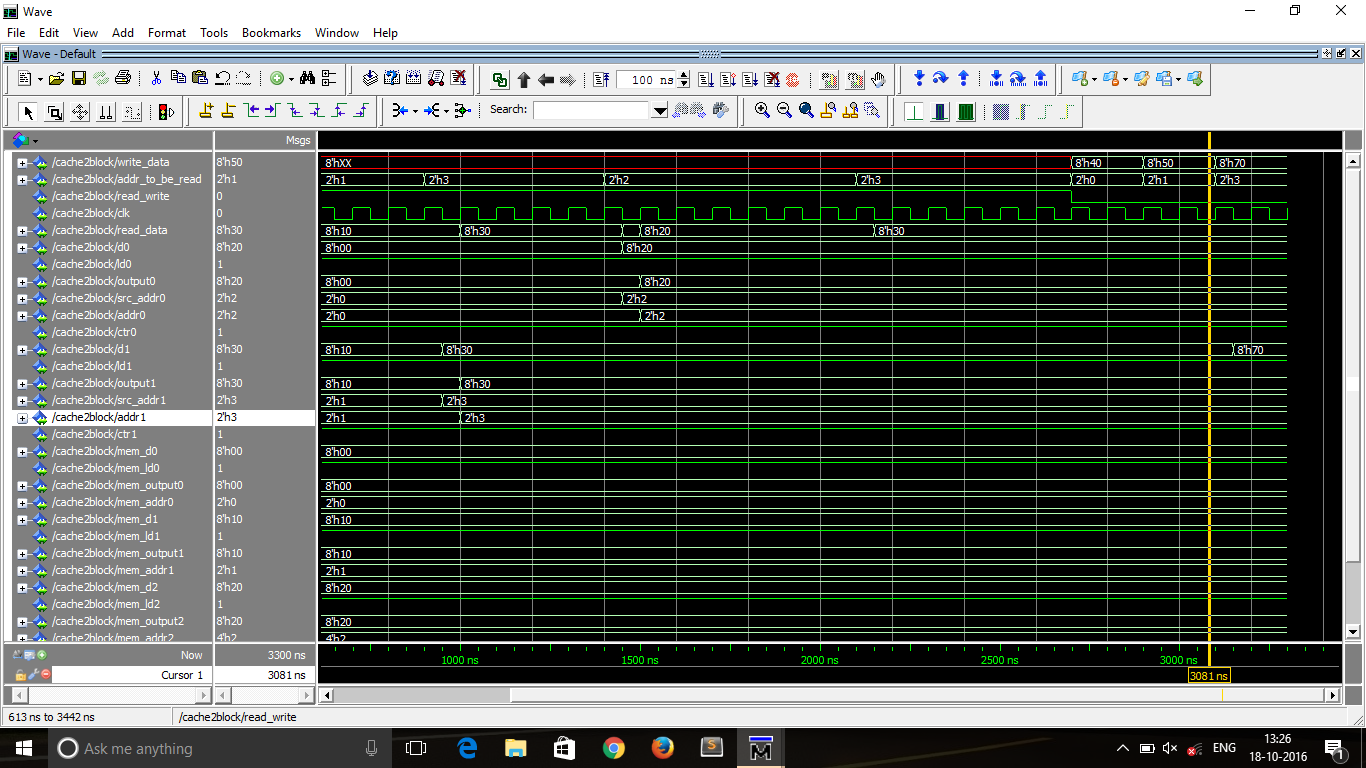 Wave
File Edit View Add Format Tools Bookmarks Window Help
Wave - Default
100 ns
Search:
Msgs
/cache2block/write_data 8'h50 8'hXX 8'h40 8'h50 8'h70
/cache2block/addr_to_be_read 2'h1 2'h1 2'h3 2'h2 2'h3 2'h0 2'h1 2'h3
/cache2block/read_write 0
/cache2block/clk 0
/cache2block/read_data 8'h30 8'h10 8'h30 8'h20 8'h30
/cache2block/d0 8'h20 8'h00 8'h20
/cache2block/ld0 1
/cache2block/output0 8'h20 8'h00 8'h20
/cache2block/src_addr0 2'h2 2'h0 2'h2
/cache2block/addr0 2'h2 2'h0 2'h2
/cache2block/ctr0 1
/cache2block/d1 8'h30 8'h10 8'h30 8'h70
/cache2block/ld1 1
/cache2block/output1 8'h30 8'h10 8'h30
/cache2block/src_addr1 2'h3 2'h1 2'h3
/cache2block/addr1 2'h3 2'h1 2'h3
/cache2block/ctr1 1
/cache2block/mem_d0 8'h00 8'h00
/cache2block/mem_ld0 1
/cache2block/mem_output0 8'h00 8'h00
/cache2block/mem_addr0 2'h0 2'h0
/cache2block/mem_d1 8'h10 8'h10
/cache2block/mem_ld1 1
/cache2block/mem_output1 8'h10 8'h10
/cache2block/mem_addr1 2'h1 2'h1
/cache2block/mem_d2 8'h20 8'h20
/cache2block/mem_ld2 1
/cache2block/mem_output2 8'h20 8'h20
/cache2block/mem_addr2 4'h2 4'h2
Now 3300 ns 1000 ns 1500 ns 2000 ns 2500 ns 3000 ns
Cursor 1 3081 ns 3081 ns
613 ns to 3442 ns /cache2block/read_write
Ask me anything ENG 13:26
18-10-2016 1